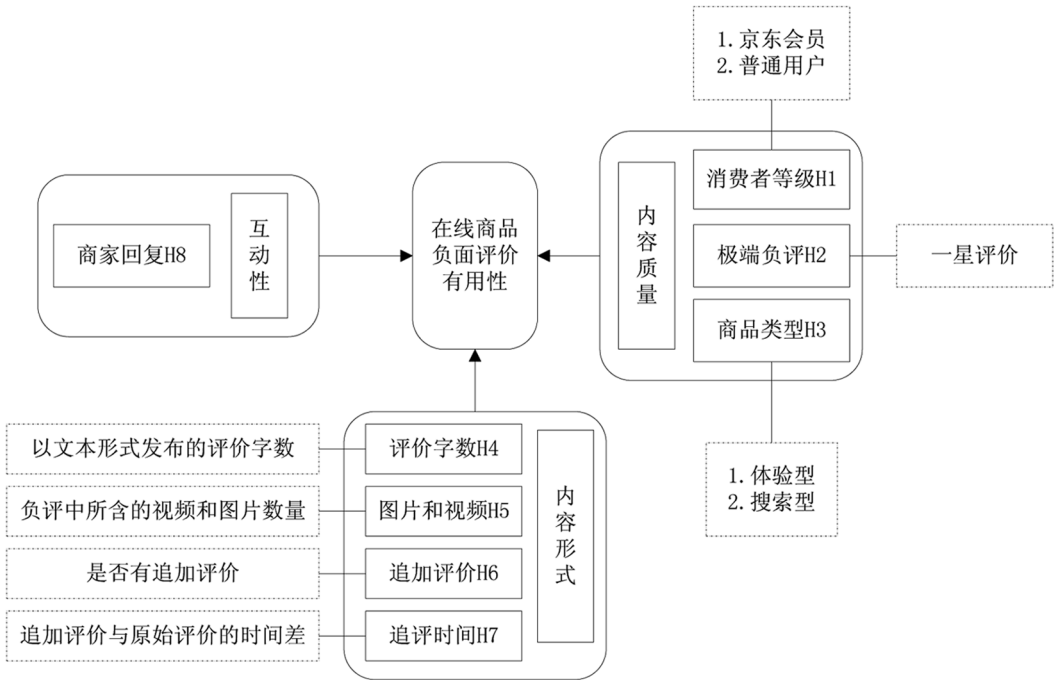 1. 京东会员
2. 普通用户
消费者等级H1
内容质量
极端负评H2
一星评价
商品类型H3
1. 体验型
2. 搜索型
商家回复H8
互动性
在线商品
负面评价
有用性
以文本形式发布的评价字数
评价字数H4
负评中所含的视频和图片数量
图片和视频H5
内容形式
是否有追加评价
追加评价H6
追加评价与原始评价的时间差
追评时间H7